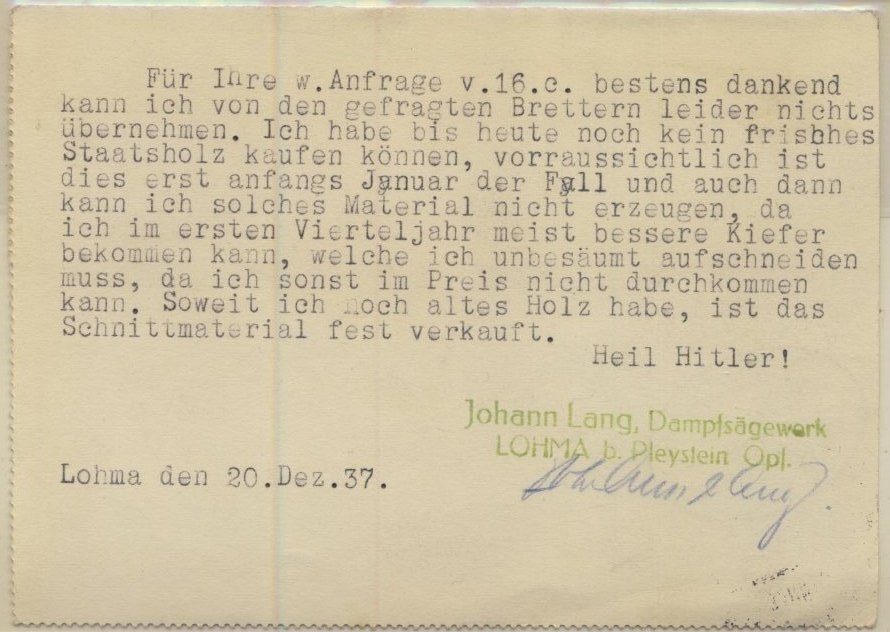 Für Ihre w.Anfrage v.16.c. bestens dankend
kann ich von den gefragten Brettern leider nichts
übernehmen. Ich habe bis heute noch kein frishhes
Staatsholz kaufen können, vorraussichtlich ist
dies erst anfangs Januar der Fall und auch dann
kann ich solches Material nicht erzeugen, da
ich im ersten Vierteljahr meist bessere Kiefer
bekommen kann, welche ich unbesäumt aufschneiden
muss, da ich sonst im Preis nicht durchkommen
kann. Soweit ich noch altes Holz habe, ist das
Schnittmaterial fest verkauft.
Heil Hitler!
Johann Lang, Dampfsägewerk
LOHMA b. Pleystein Opf.
Lohma den 20.Dez.37.